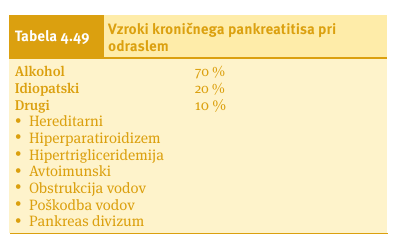 Tabela 4.49
Vzroki kroničnega pankreatitisa pri
odraslem
Alkohol 70 %
Idiopatski 20 %
Drugi 10 %
• Hereditarni
• Hiperparatiroidizem
• Hipertrigliceridemija
• Avtoimunski
• Obstrukcija vodov
• Poškodba vodov
• Pankreas divizum